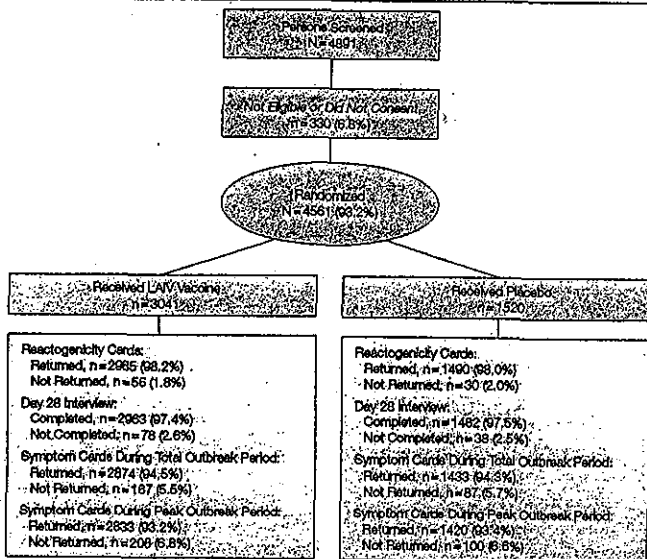 Persons Screened
N=4891
Not Eligible or Did Not Consent
n=330 (6.8%)
Randomized
N=4561 (93.2%)
Received LAIV Vaccine
n=3041
Received Placebo
n=1520
Reactogenicity Cards:
Returned, n=2985 (98.2%)
Not Returned, n=56 (1.8%)
Day 28 Interview:
Completed, n=2963 (97.4%)
Not Completed, n=78 (2.6%)
Symptom Cards During Total Outbreak Period:
Returned, n=2874 (94.5%)
Not Returned, n=167 (5.5%)
Symptom Cards During Peak Outbreak Period:
Returned, n=2833 (93.2%)
Not Returned, n=208 (6.8%)
Reactogenicity Cards:
Returned, n=1490 (98.0%)
Not Returned, n=30 (2.0%)
Day 28 Interview:
Completed, n=1482 (97.5%)
Not Completed, n=38 (2.5%)
Symptom Cards During Total Outbreak Period:
Returned, n=1433 (94.3%)
Not Returned, n=87 (5.7%)
Symptom Cards During Peak Outbreak Period:
Returned, n=1420 (93.4%)
Not Returned, n=100 (6.6%)